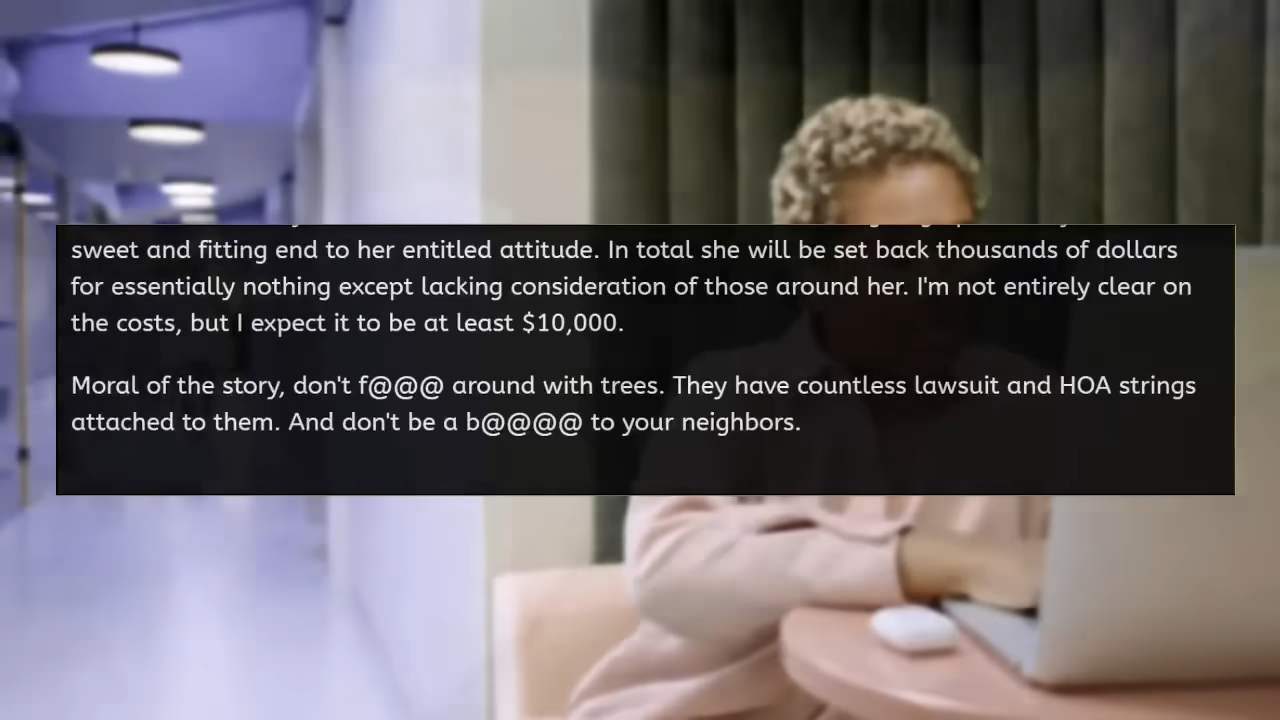 sweet and fitting end to her entitled attitude. In total she will be set back thousands of dollars
for essentially nothing except lacking consideration of those around her. I'm not entirely clear on
the costs, but I expect it to be at least $10,000.
Moral of the story, don't f@@@ around with trees. They have countless lawsuit and HOA strings
attached to them. And don't be a b@@@@ to your neighbors.